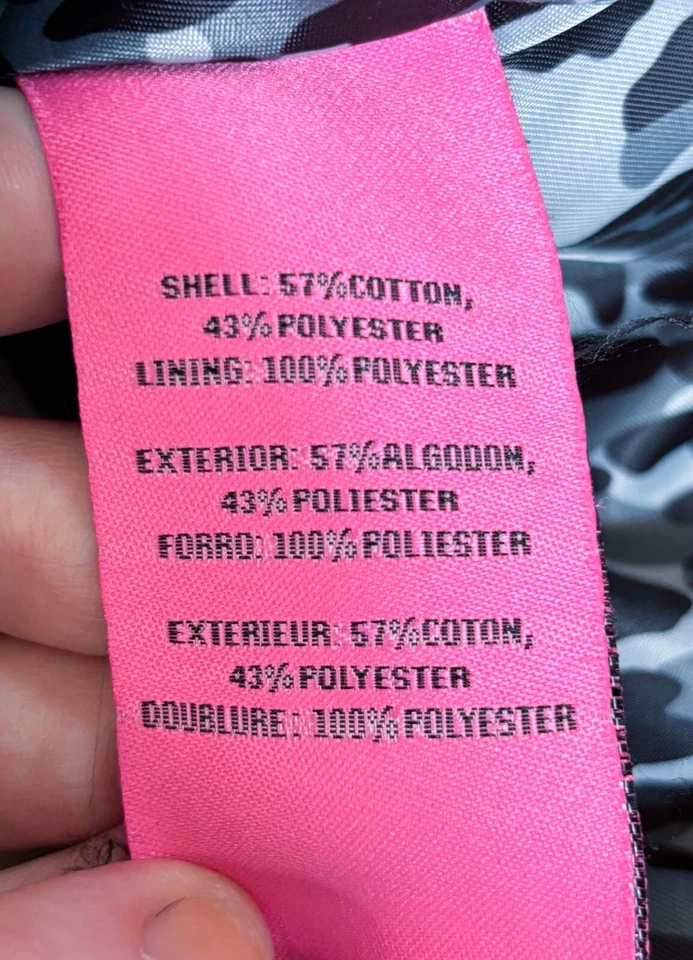 SHELL: 57%COTTON,
43%POLYESTER
LINING: 100%POLYESTER
EXTERIOR: 57%ALGODON,
43%POLIESTER
FORRO: 100%POLIESTER
EXTERIEUR: 57%COTON,
43%POLYESTER
DOUBLURE: 100%POLYESTER